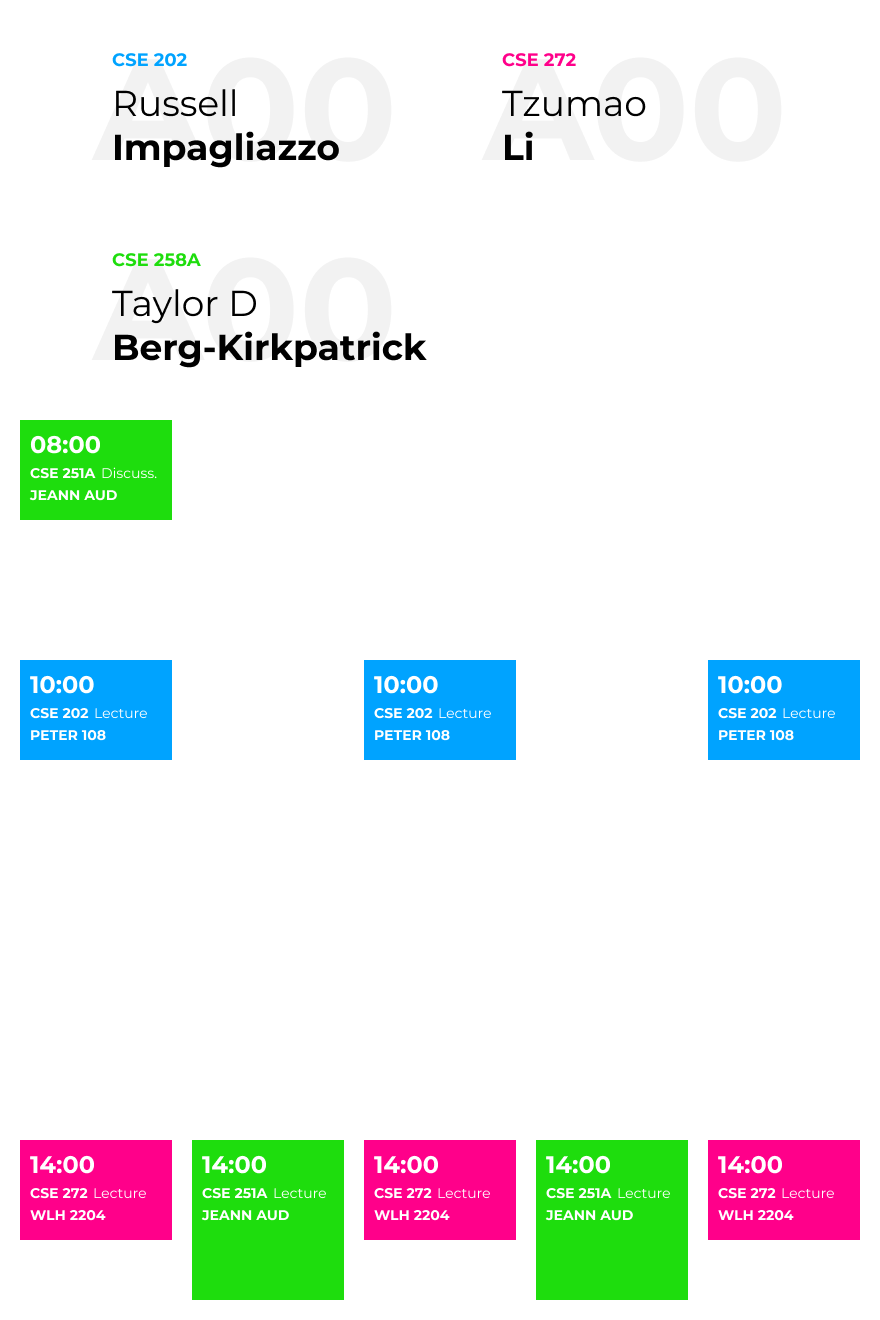 CSE 202
A00
Russell
Impagliazzo
CSE 272
A00
Tzumao
Li
CSE 258A
A00
Taylor D
Berg-Kirkpatrick
08:00
CSE 251A Discuss.
JEANN AUD
10:00
CSE 202 Lecture
PETER 108
10:00
CSE 202 Lecture
PETER 108
10:00
CSE 202 Lecture
PETER 108
14:00
CSE 272 Lecture
WLH 2204
14:00
CSE 251A Lecture
JEANN AUD
14:00
CSE 272 Lecture
WLH 2204
14:00
CSE 251A Lecture
JEANN AUD
14:00
CSE 272 Lecture
WLH 2204